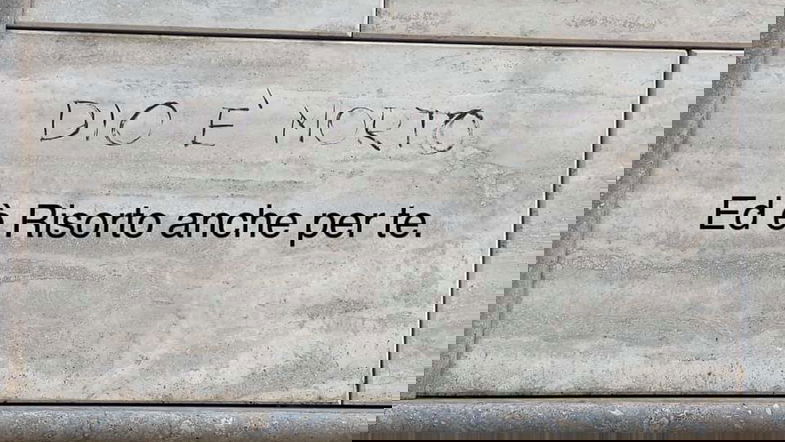 DIO E' MORTO
Ed è Risorto anche per te.